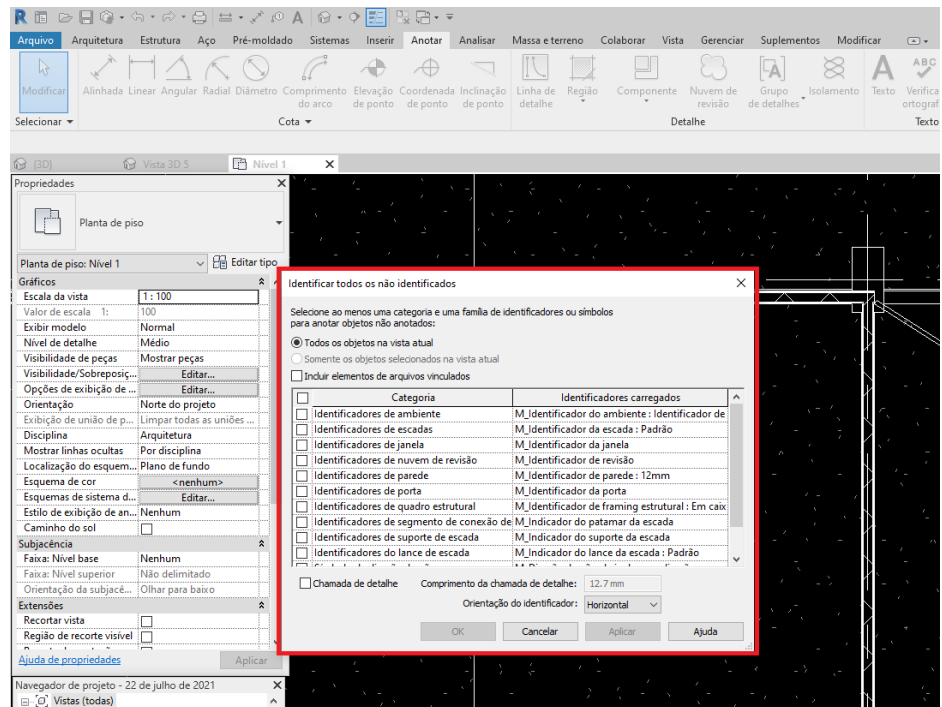 Arquivo Arquitetura Estrutura Aço Pré-moldado Sistemas Inserir Anotar Analisar Massa e terreno Colaborar Vista Gerenciar Suplementos Modificar
Modificar Alinhada Linear Angular Radial Diâmetro Comprimento do arco Elevação de ponto Coordenada de ponto Inclinação de ponto Linha de detalhe Região Componente Nuvem de revisão Grupo de detalhes Isolamento Texto
Selecionar Cota Detalhe Texto
{3D} Vista 3D 5 Nível 1
Propriedades
Planta de piso
Planta de piso: Nível 1 Editar tipo
Gráficos
Escala da vista 1 : 100
Valor de escala 1: 100
Exibir modelo Normal
Nível de detalhe Médio
Visibilidade de peças Mostrar peças
Visibilidade/Sobreposiç... Editar...
Opções de exibição de ... Editar...
Orientação Norte do projeto
Exibição de união de p... Limpar todas as uniões ...
Disciplina Arquitetura
Mostrar linhas ocultas Por disciplina
Localização do esquem... Plano de fundo
Esquema de cor <nenhum>
Esquemas de sistema d... Editar...
Estilo de exibição de an... Nenhum
Caminho do sol
Subjacência
Faixa: Nível base Nenhum
Faixa: Nível superior Não delimitado
Orientação da subjacê... Olhar para baixo
Extensões
Recortar vista
Região de recorte visível
Ajuda de propriedades Aplicar
Navegador de projeto - 22 de julho de 2021
Vistas (todas)
Identificar todos os não identificados
Selecione ao menos uma categoria e uma família de identificadores ou símbolos
para anotar objetos não anotados:
Todos os objetos na vista atual
Somente os objetos selecionados na vista atual
Incluir elementos de arquivos vinculados
Categoria Identificadores carregados
Identificadores de ambiente M_Identificador do ambiente : Identificador de
Identificadores de escadas M_Identificador da escada : Padrão
Identificadores de janela M_Identificador da janela
Identificadores de nuvem de revisão M_Identificador de revisão
Identificadores de parede M_Identificador de parede : 12mm
Identificadores de porta M_Identificador da porta
Identificadores de quadro estrutural M_Identificador de framing estrutural : Em caix
Identificadores de segmento de conexão de M_Indicador do patamar da escada
Identificadores de suporte de escada M_Indicador do suporte da escada
Identificadores do lance de escada M_Indicador do lance da escada : Padrão
Chamada de detalhe Comprimento da chamada de detalhe: 12.7 mm
Orientação do identificador: Horizontal
OK Cancelar Aplicar Ajuda